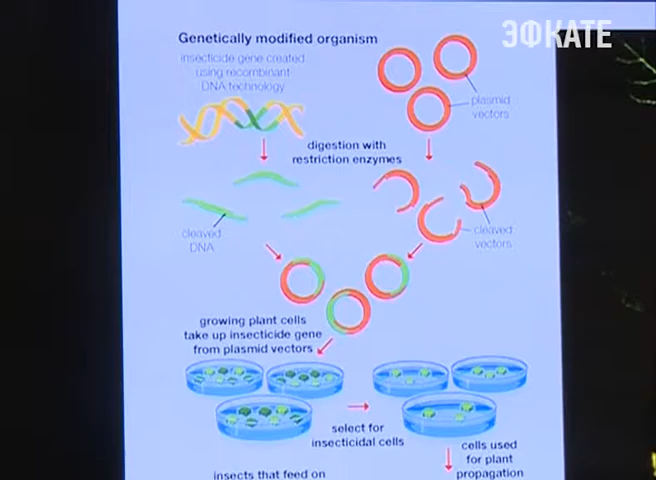 ЭФКАТЕ
Genetically modified organism
insecticide gene created
using recombinant
DNA technology
plasmid
vectors
digestion with
restriction enzymes
cleaved
DNA
cleaved
vectors
growing plant cells
take up insecticide gene
from plasmid vectors
select for
insecticidal cells
cells used
for plant
propagation
insects that feed on